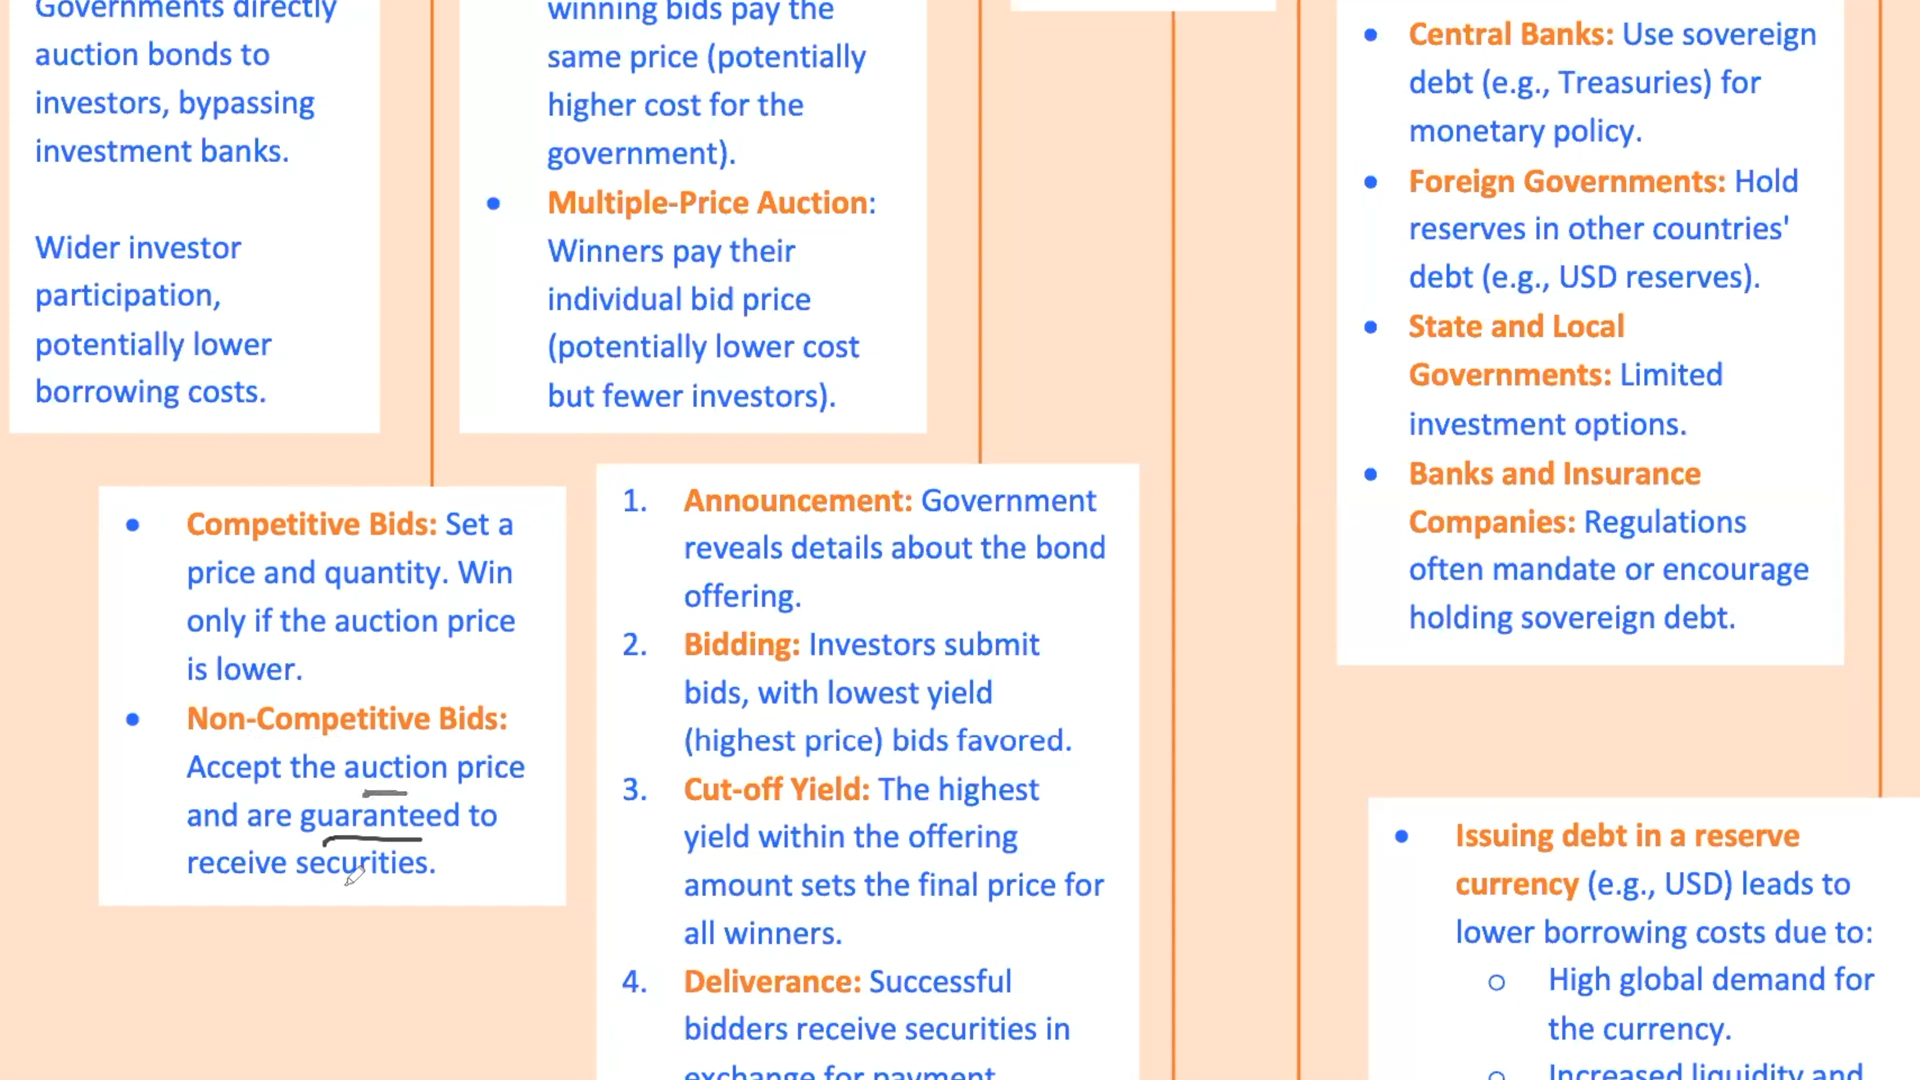 Governments directly
auction bonds to
investors, bypassing
investment banks.
Wider investor
participation,
potentially lower
borrowing costs.
winning bids pay the
same price (potentially
higher cost for the
government).
• Multiple-Price Auction:
Winners pay their
individual bid price
(potentially lower cost
but fewer investors).
• Competitive Bids: Set a
price and quantity. Win
only if the auction price
is lower.
• Non-Competitive Bids:
Accept the auction price
and are guaranteed to
receive securities.
1. Announcement: Government
reveals details about the bond
offering.
2. Bidding: Investors submit
bids, with lowest yield
(highest price) bids favored.
3. Cut-off Yield: The highest
yield within the offering
amount sets the final price for
all winners.
4. Deliverance: Successful
bidders receive securities in
exchange for payment
• Central Banks: Use sovereign
debt (e.g., Treasuries) for
monetary policy.
• Foreign Governments: Hold
reserves in other countries'
debt (e.g., USD reserves).
• State and Local
Governments: Limited
investment options.
• Banks and Insurance
Companies: Regulations
often mandate or encourage
holding sovereign debt.
• Issuing debt in a reserve
currency (e.g., USD) leads to
lower borrowing costs due to:
o High global demand for
the currency.
o Increased liquidity and